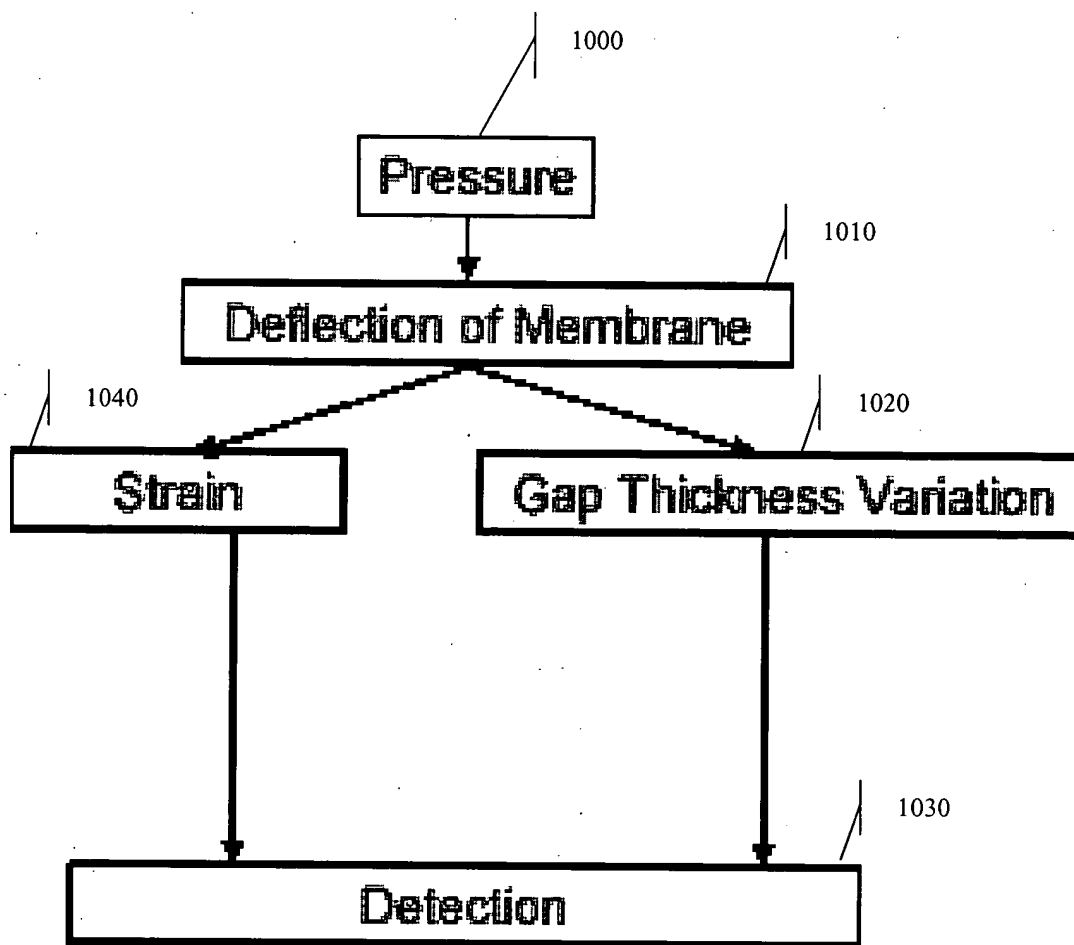 1000
Pressure
1010
Deflection of Membrane
1040
1020
Strain
Gap Thickness Variation
1030
Detection